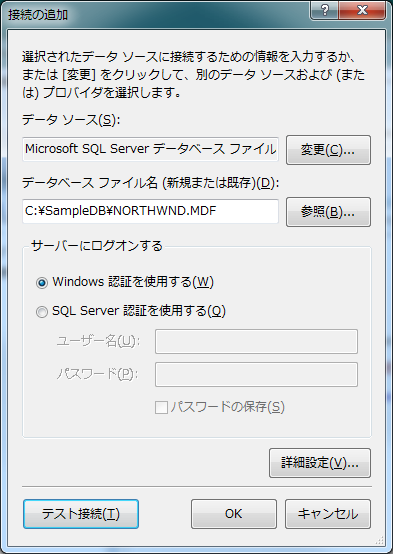 接続の追加
選択されたデータ ソースに接続するための情報を入力するか、
または [変更] をクリックして、別のデータ ソースおよび (また
は) プロバイダを選択します。
データ ソース(S):
Microsoft SQL Server データベース ファイル
変更(C)...
データベース ファイル名 (新規または既存)(D):
C:¥SampleDB¥NORTHWND.MDF
参照(B)...
サーバーにログオンする
Windows 認証を使用する(W)
SQL Server 認証を使用する(Q)
ユーザー名(U):
パスワード(P):
パスワードの保存(S)
詳細設定(V)...
テスト接続(T)
OK
キャンセル